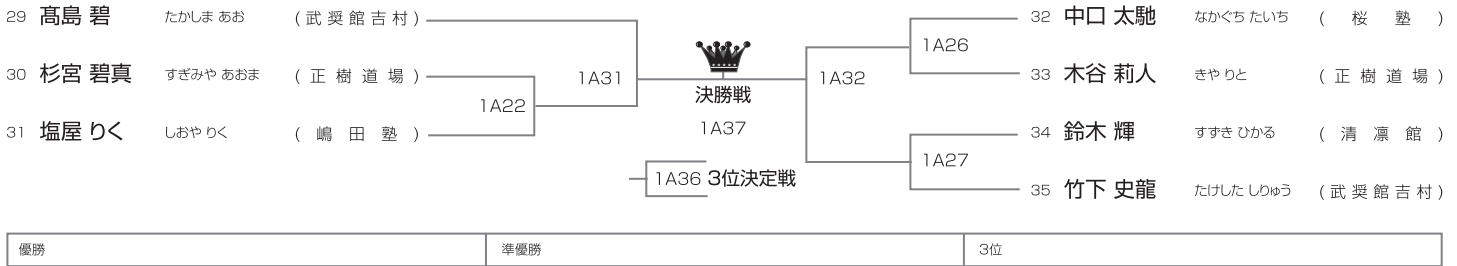 29 髙島 碧 たかしま あお (武奨館吉村)
30 杉宮 碧真 すぎみや あおま (正樹道場)
31 塩屋 りく しおや りく (嶋田塾)
1A22
1A31
決勝戦
1A37
1A36 3位決定戦
1A32
1A26
1A27
32 中口 太馳 なかぐち たいち (桜塾)
33 木谷 莉人 きや りと (正樹道場)
34 鈴木 輝 すずき ひかる (清凛館)
35 竹下 史龍 たけした しりゅう (武奨館吉村)
優勝 準優勝 3位